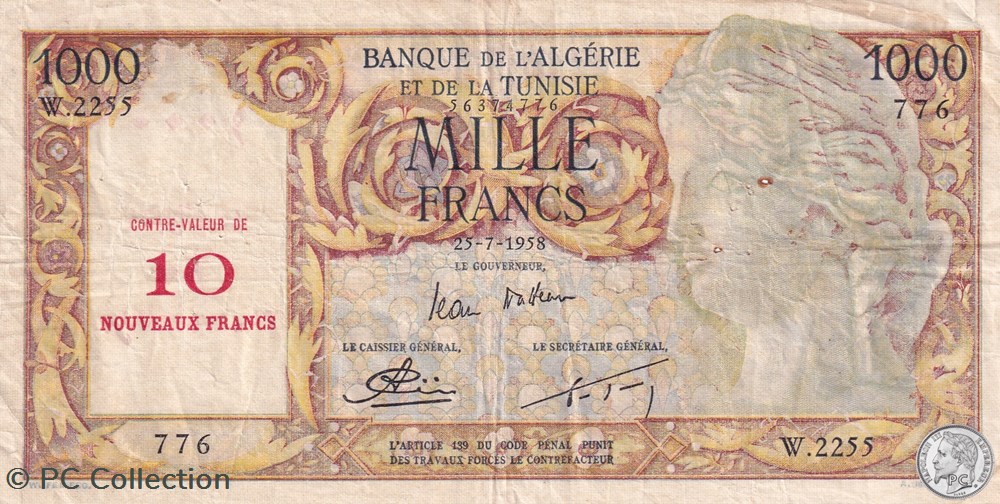 1000
BANQUE DE L'ALGÉRIE
1000
W.2255
ET DE LA TUNISIE
776
56374776
MILLE
FRANCS
CONTRE-VALEUR DE
25-7-1958
10
LE GOUVERNEUR,
NOUVEAUX FRANCS
LE CAISSIER GÉNÉRAL,
LE SECRÉTAIRE GÉNÉRAL,
776
L'ARTICLE 139 DU CODE PÉNAL PUNIT
W.2255
DES TRAVAUX FORCÉS LE CONTREFACTEUR
© PC Collection
PC